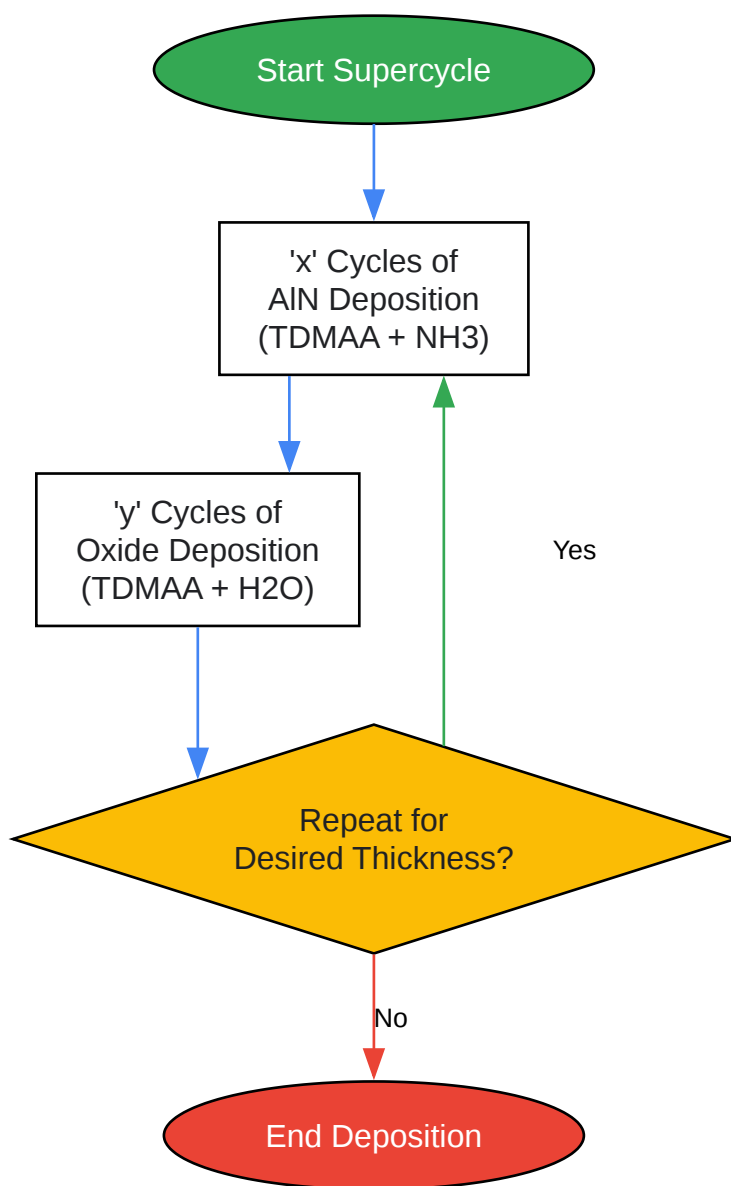 Start Supercycle
'x' Cycles of
AlN Deposition
(TDMAA + NH3)
'y' Cycles of
Oxide Deposition
(TDMAA + H2O)
Yes
Repeat for
Desired Thickness?
No
End Deposition